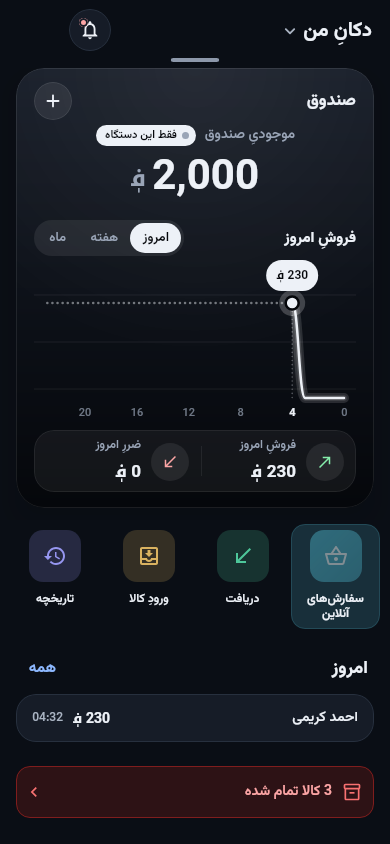 دکانِ من
صندوق
موجودیِ صندوق
فقط این دستگاه
2,000 ؋
فروشِ امروز
امروز
هفته
ماه
230 ؋
0
4
8
12
16
20
فروشِ امروز
230 ؋
ضررِ امروز
0 ؋
سفارش‌های
آنلاین
دریافت
ورودِ کالا
تاریخچه
امروز
همه
احمد کریمی
230 ؋
04:32
3 کالا تمام شده